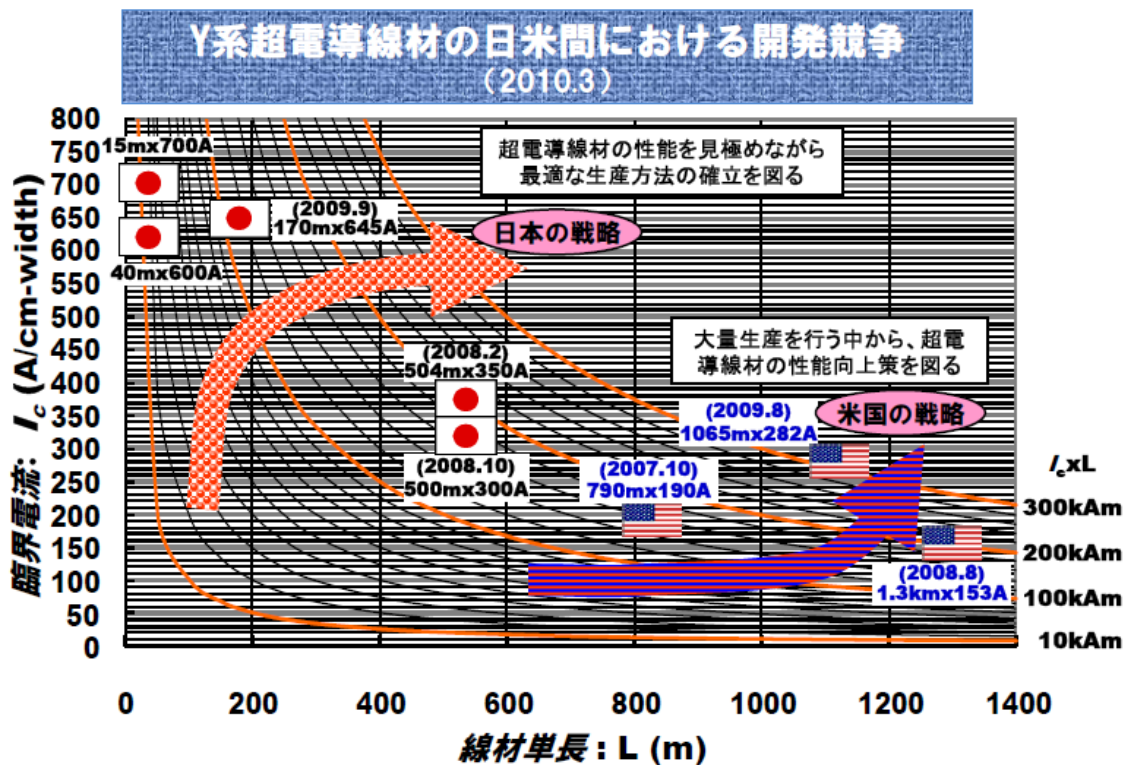 Y系超電導線材の日米間における開発競争
（2010.3）
臨界電流：Ic (A/cm-width)
800
750
700
650
600
550
500
450
400
350
300
250
200
150
100
50
0
15mx700A
40mx600A
(2009.9)
170mx645A
超電導線材の性能を見極めながら
最適な生産方法の確立を図る
日本の戦略
(2008.2)
504mx350A
(2008.10)
500mx300A
大量生産を行う中から、超電
導線材の性能向上策を図る
米国の戦略
(2009.8)
1065mx282A
(2007.10)
790mx190A
(2008.8)
1.3kmx153A
IcxL
300kAm
200kAm
100kAm
10kAm
0
200
400
600
800
1000
1200
1400
線材単長：L (m)